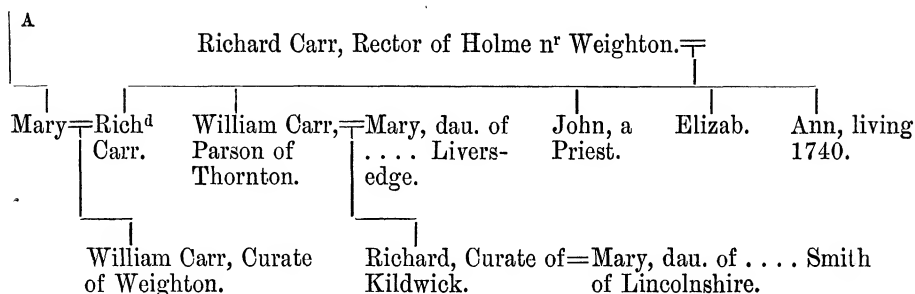 A
Richard Carr, Rector of Holme nʳ Weighton.=
Mary=Richᵈ Carr.
William Carr,=Mary, dau. of
Parson of .... Livers-
Thornton. edge.
John, a
Priest.
Elizab.
Ann, living
1740.
William Carr, Curate
of Weighton.
Richard, Curate of=Mary, dau. of .... Smith
Kildwick. of Lincolnshire.